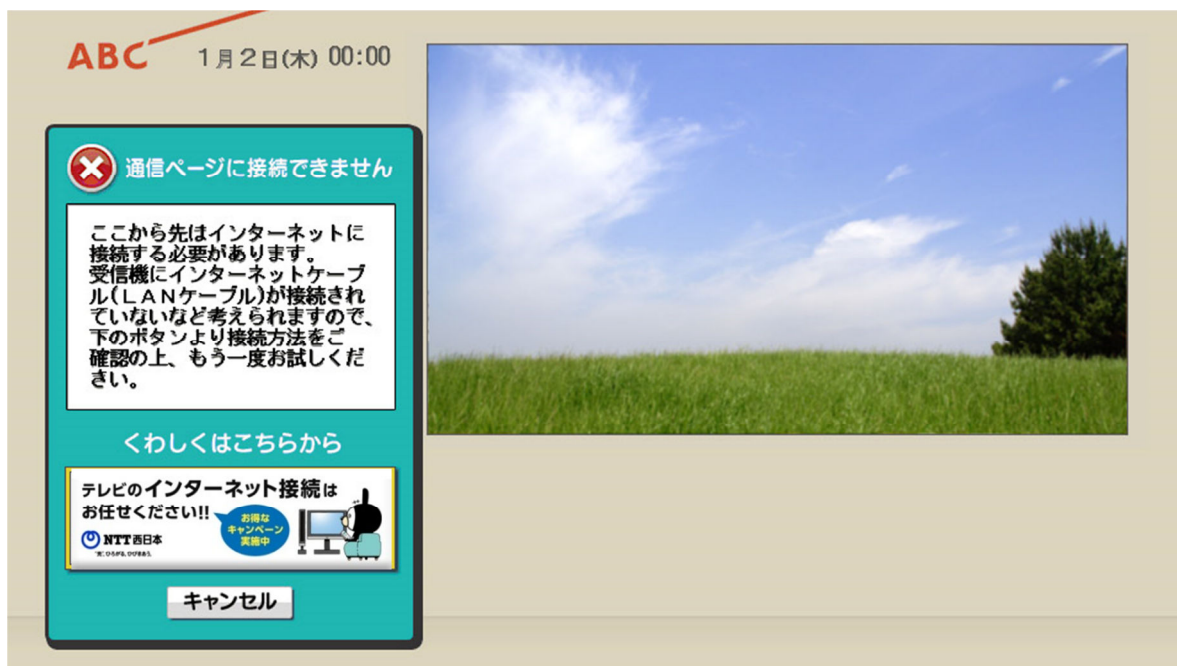 ABC
1月2日(木) 00:00
通信ページに接続できません
ここから先はインターネットに
接続する必要があります。
受信機にインターネットケーブ
ル(ＬＡＮケーブル)が接続され
ていないなど考えられますので、
下のボタンより接続方法をご
確認の上、もう一度お試しくだ
さい。
くわしくはこちらから
テレビのインターネット接続は
お任せください!!
お得な
キャンペーン
実施中
NTT西日本
キャンセル